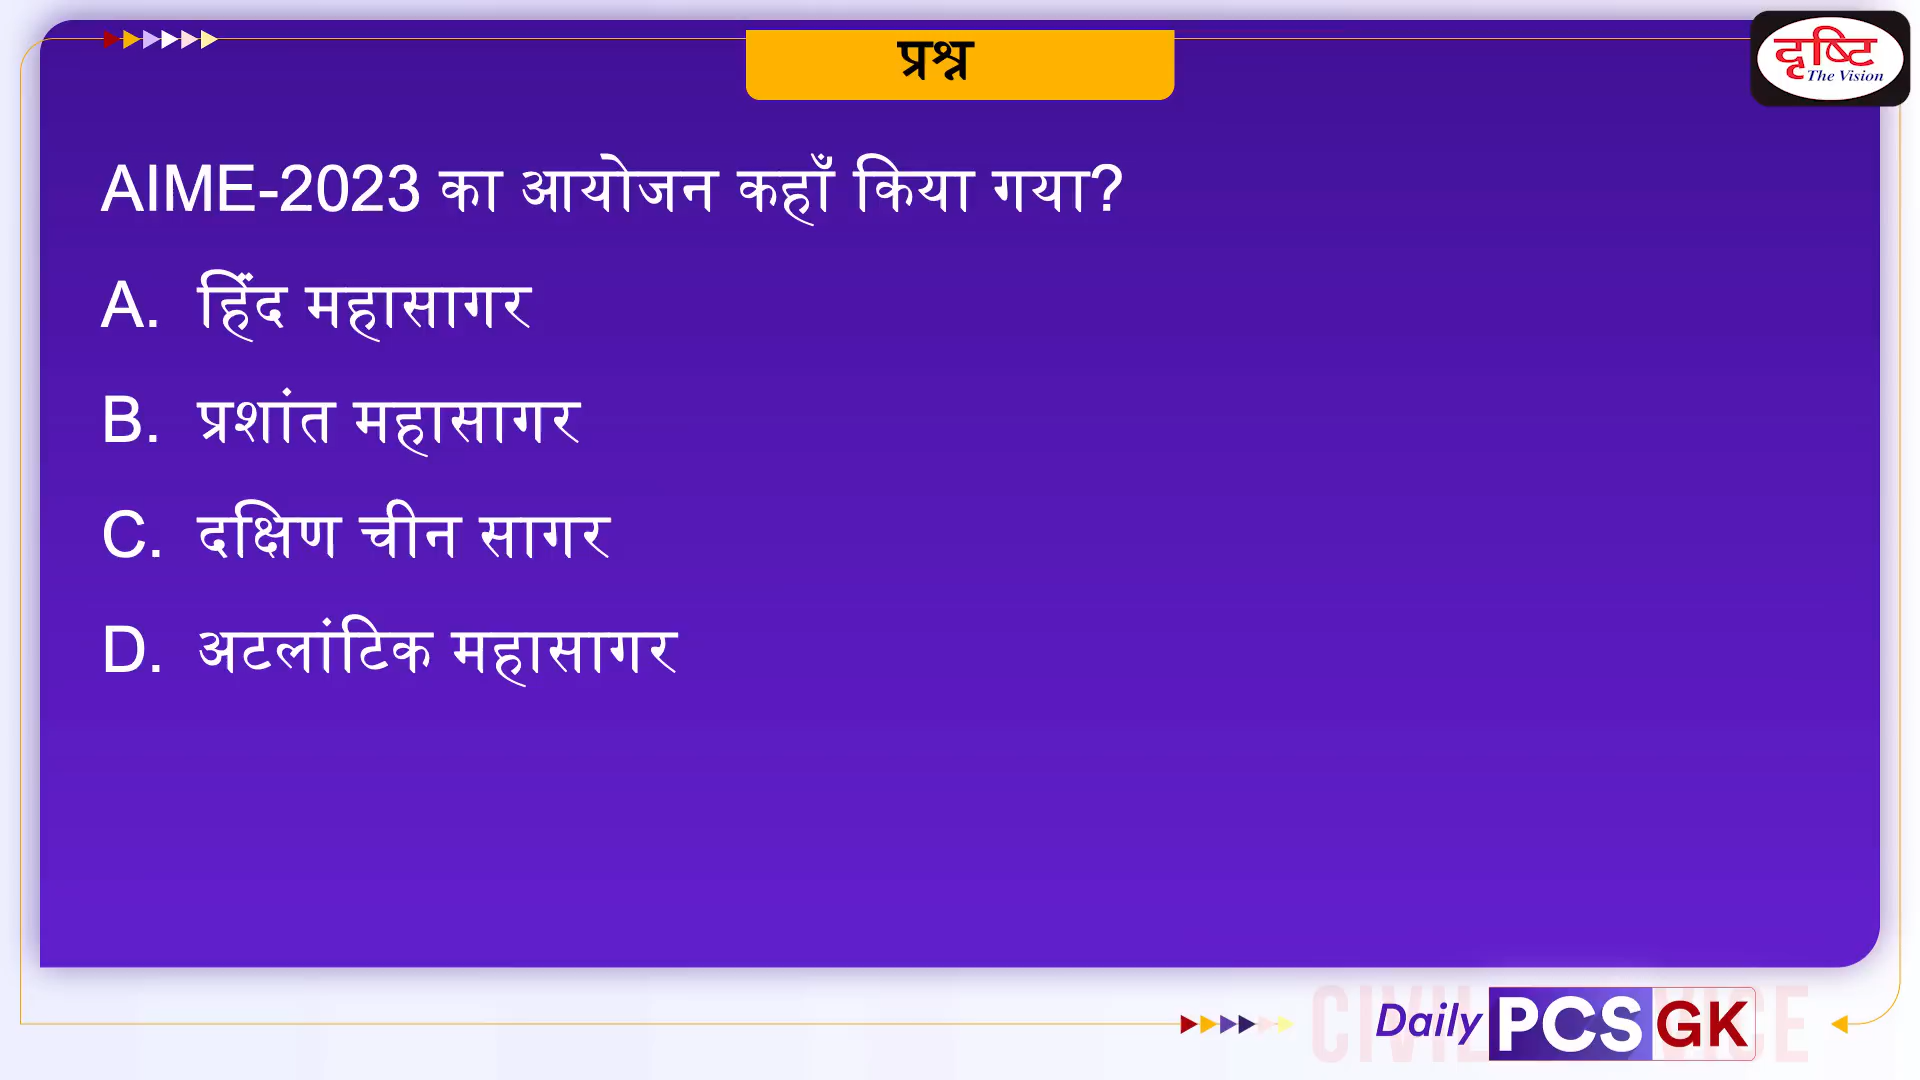 प्रश्न
दृष्टि
The Vision
AIME-2023 का आयोजन कहाँ किया गया?
A. हिंद महासागर
B. प्रशांत महासागर
C. दक्षिण चीन सागर
D. अटलांटिक महासागर
Daily PCS GK